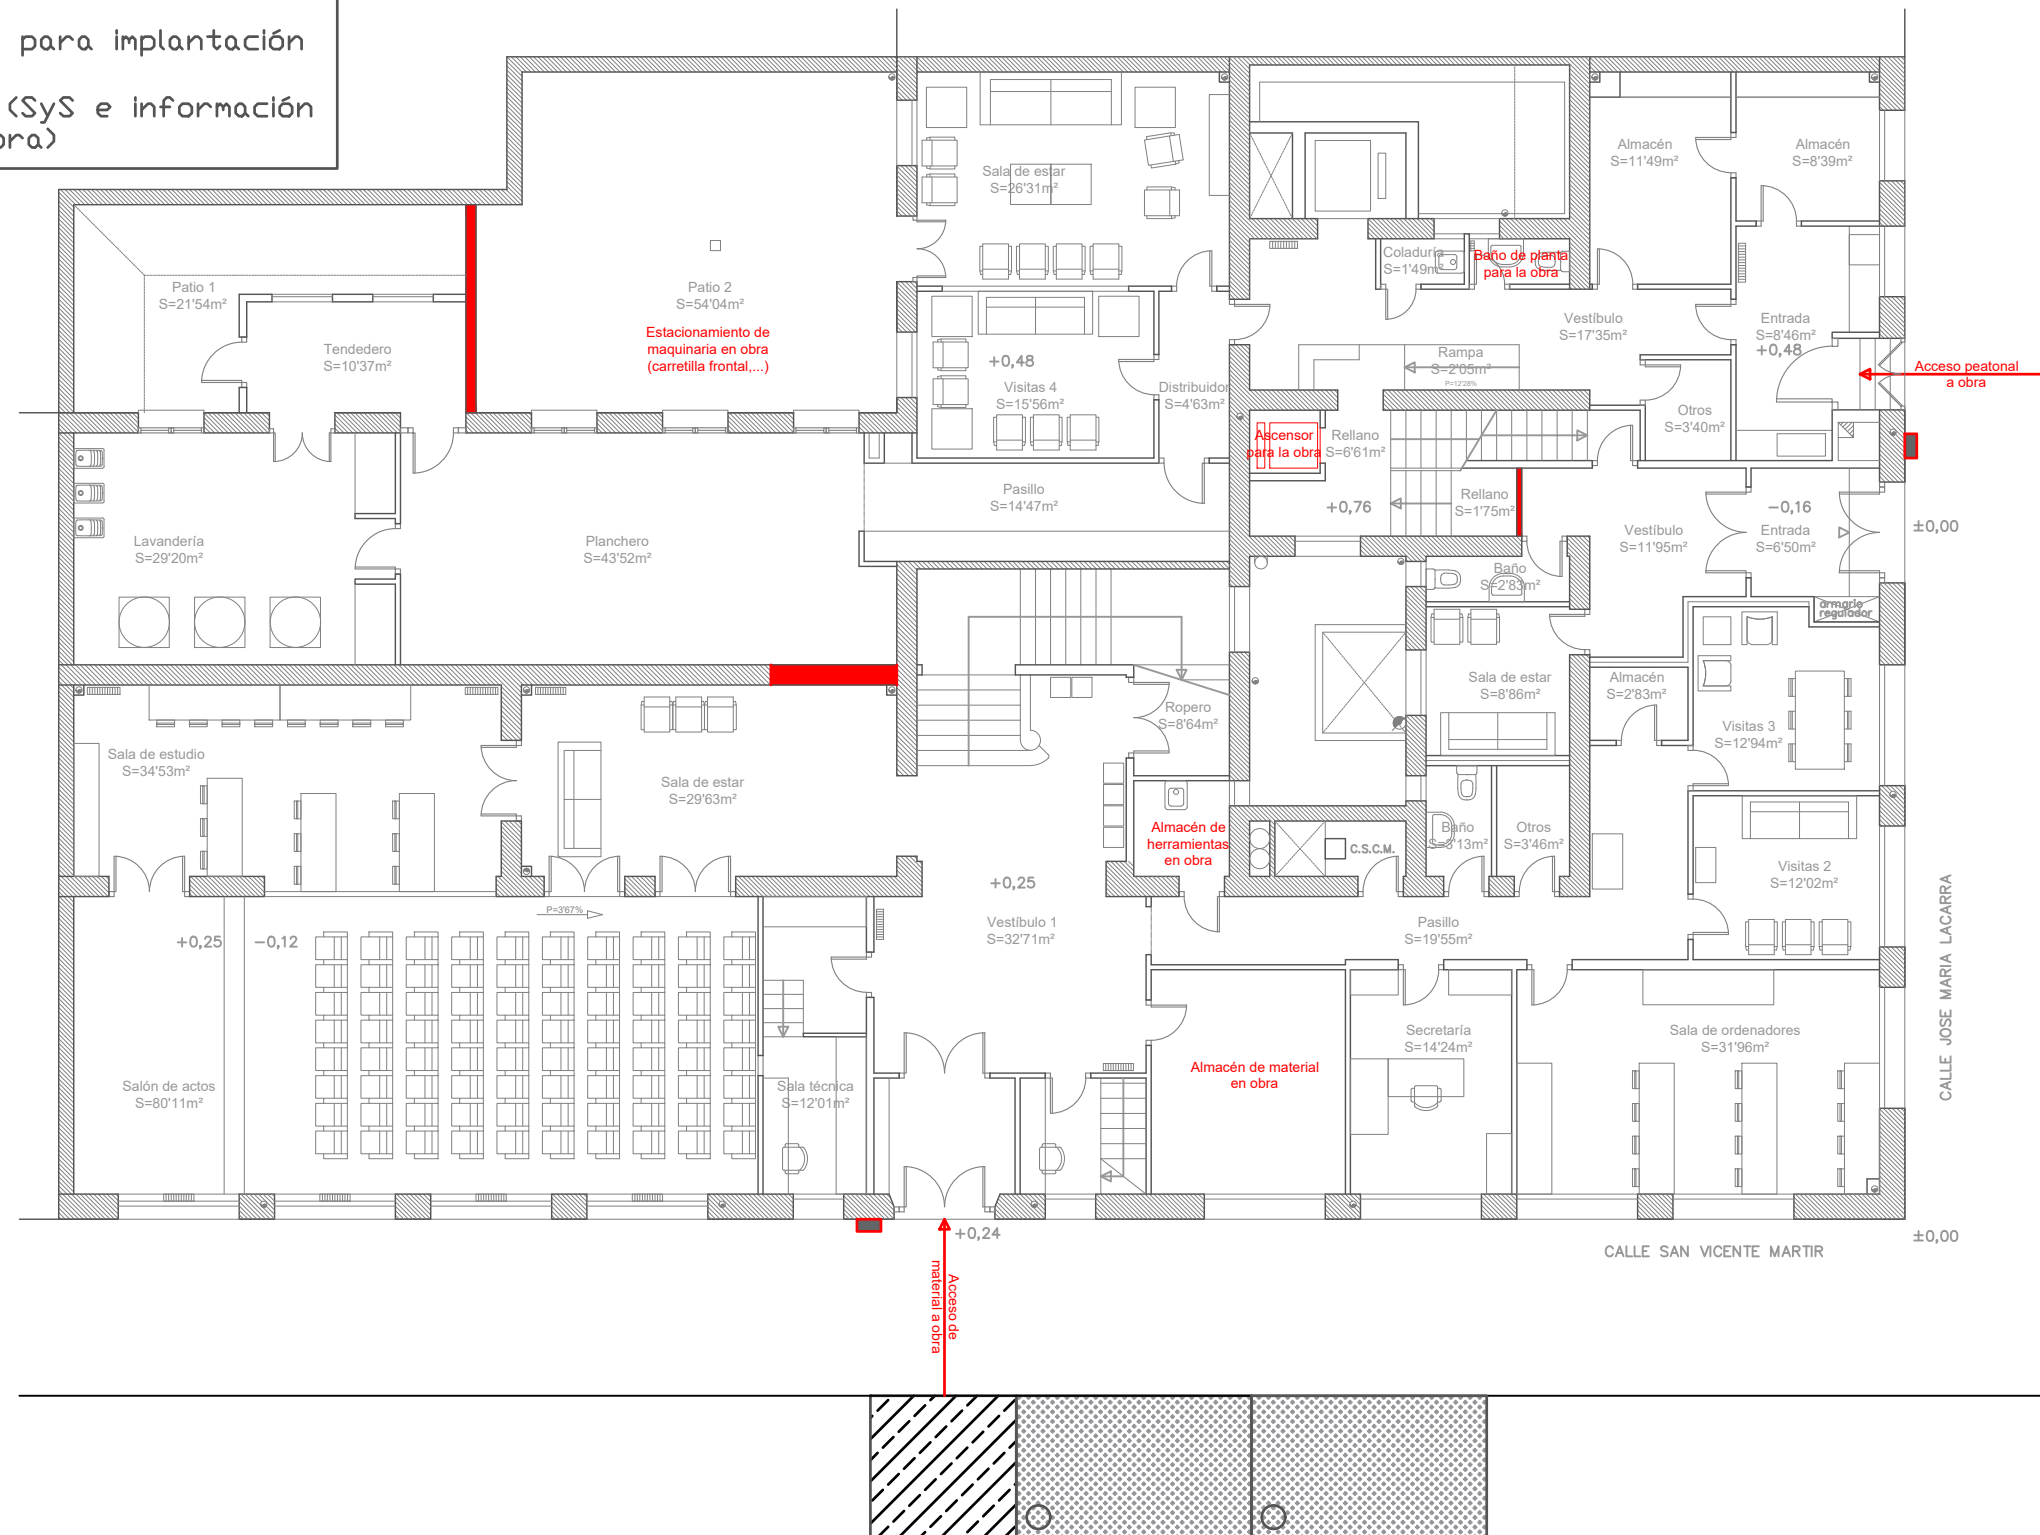 para implantación
(SyS e información
bra)
Patio 1
S=21'54m²
Tendedero
S=10'37m²
Patio 2
S=54'04m²
Estacionamiento de
maquinaria en obra
(carretilla frontal,...)
Sala de estar
S=26'31m²
+0,48
Visitas 4
S=15'56m²
Distribuidor
S=4'63m²
Coladuría
S=1'49m²
Baño de planta
para la obra
Almacén
S=11'49m²
Almacén
S=8'39m²
Vestíbulo
S=17'35m²
Entrada
S=8'46m²
+0,48
Rampa
S=2'05m²
P=12'28%
Acceso peatonal
a obra
Otros
S=3'40m²
Ascensor
para la obra
Rellano
S=6'61m²
Pasillo
S=14'47m²
+0,76
Rellano
S=1'75m²
Vestíbulo
S=11'95m²
-0,16
Entrada
S=6'50m²
±0,00
Lavandería
S=29'20m²
Planchero
S=43'52m²
Baño
S=2'83m²
armario
regulador
Sala de estar
S=8'86m²
Almacén
S=2'83m²
Ropero
S=8'64m²
Visitas 3
S=12'94m²
Sala de estudio
S=34'53m²
Sala de estar
S=29'63m²
Almacén de
herramientas
en obra
C.S.C.M.
Baño
S=3'13m²
Otros
S=3'46m²
Visitas 2
S=12'02m²
+0,25
Vestíbulo 1
S=32'71m²
P=3'67%
+0,25
-0,12
Pasillo
S=19'55m²
CALLE JOSE MARIA LACARRA
Salón de actos
S=80'11m²
Sala técnica
S=12'01m²
Almacén de material
en obra
Secretaría
S=14'24m²
Sala de ordenadores
S=31'96m²
+0,24
±0,00
CALLE SAN VICENTE MARTIR
Acceso de
material a obra